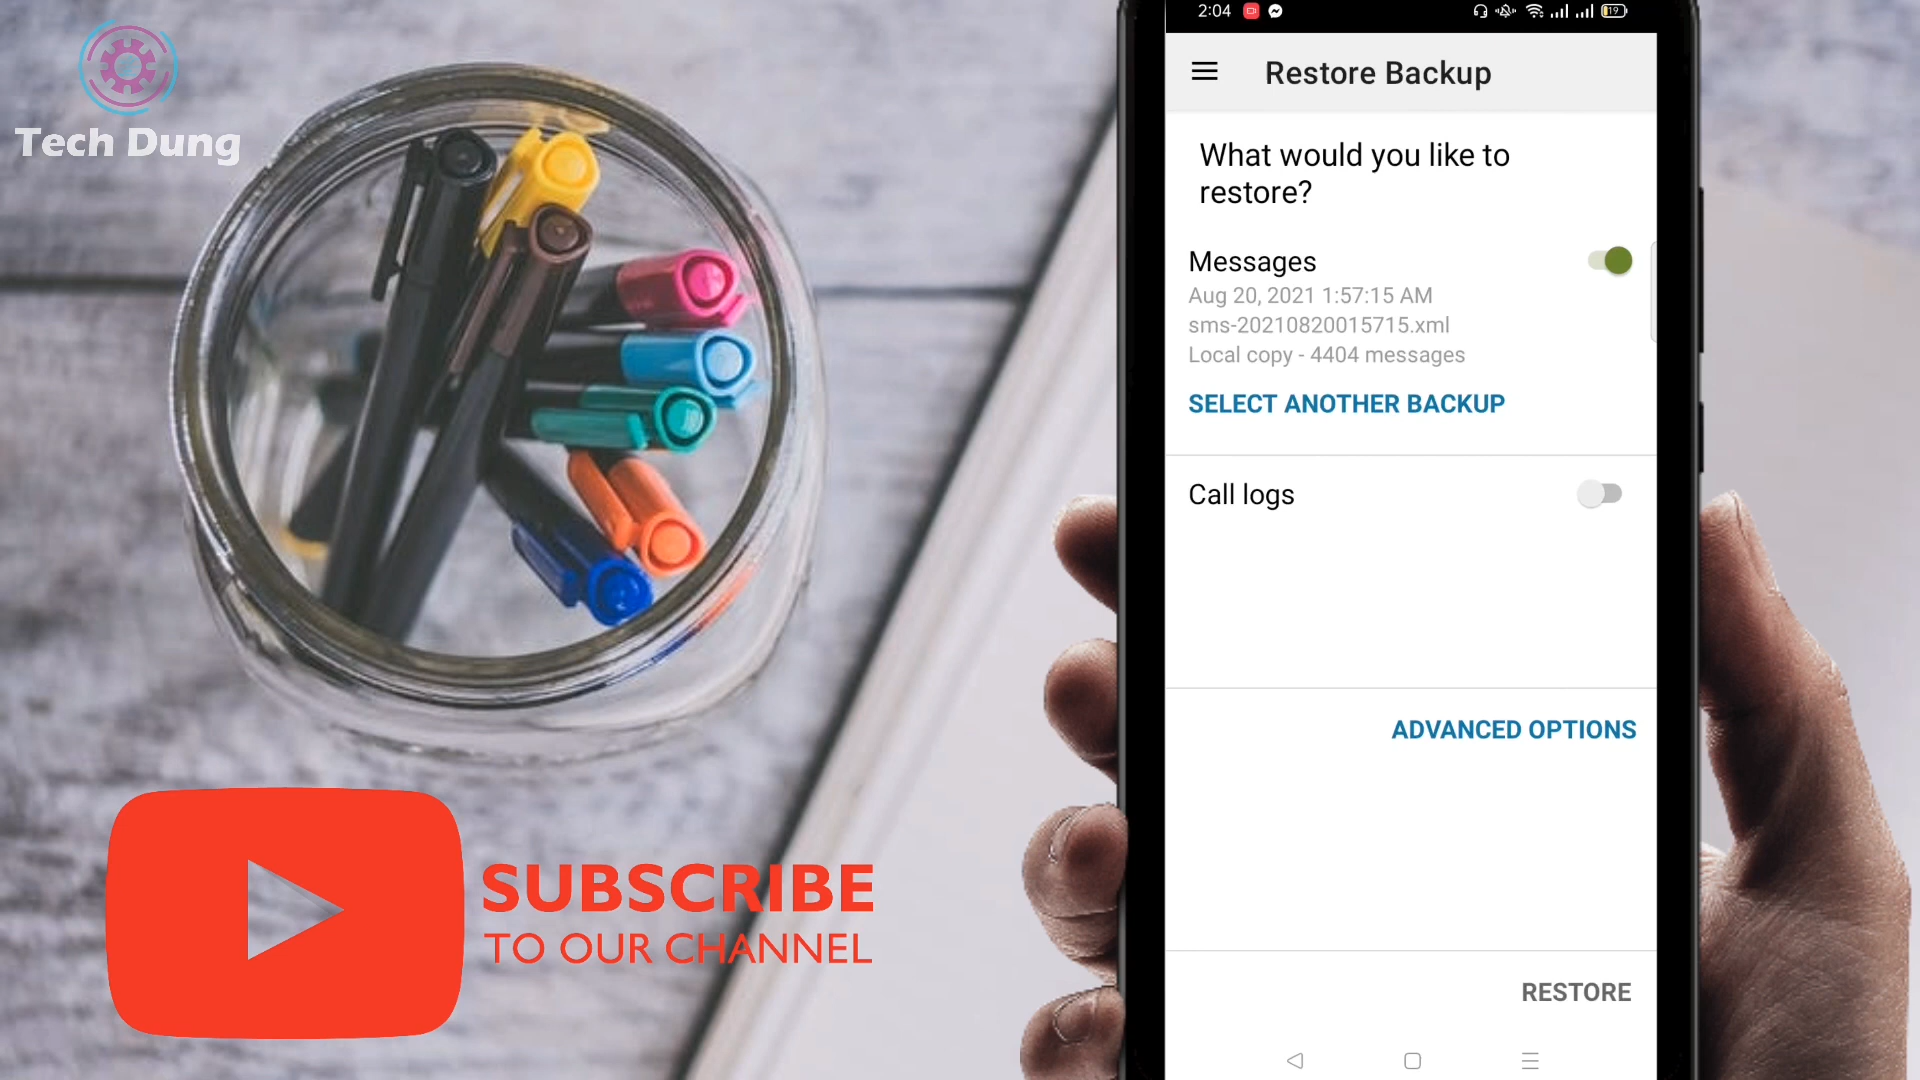 Tech Dung
SUBSCRIBE
TO OUR CHANNEL
2:04
19
Restore Backup
What would you like to
restore?
Messages
Aug 20, 2021 1:57:15 AM
sms-20210820015715.xml
Local copy - 4404 messages
SELECT ANOTHER BACKUP
Call logs
ADVANCED OPTIONS
RESTORE